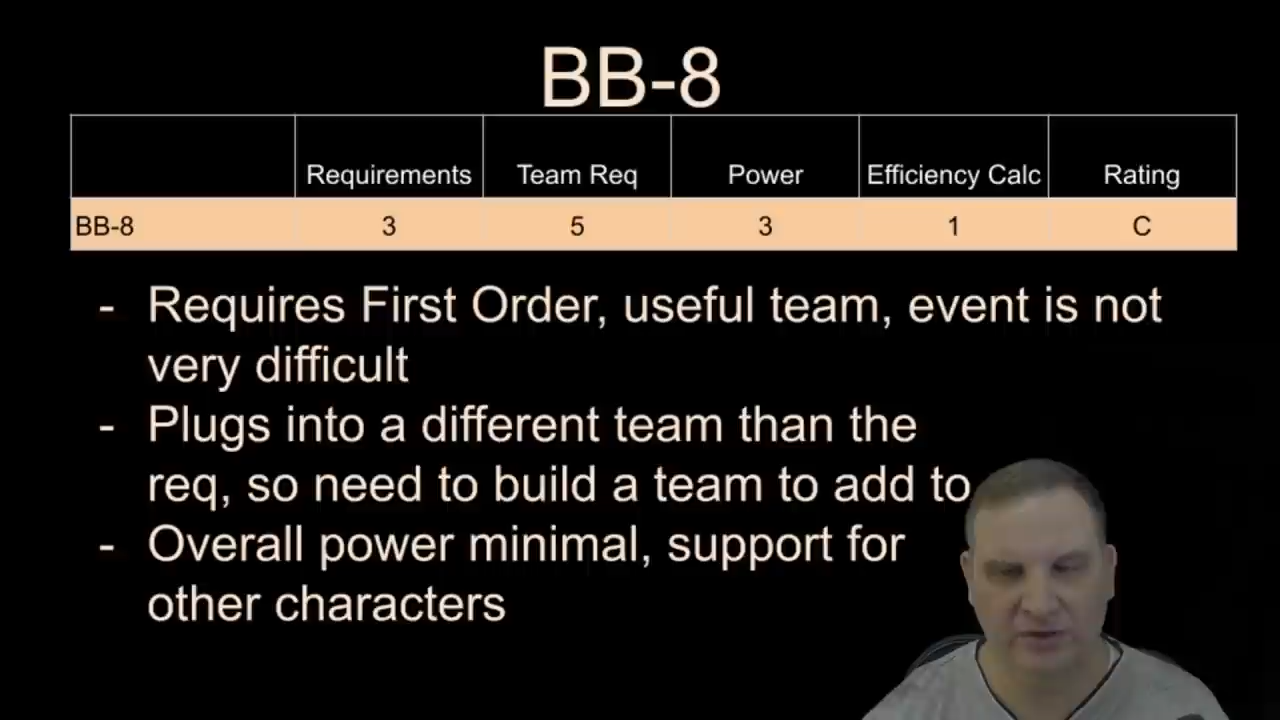 BB-8
Requirements Team Req Power Efficiency Calc Rating
BB-8 3 5 3 1 C
- Requires First Order, useful team, event is not
very difficult
- Plugs into a different team than the
req, so need to build a team to add to
- Overall power minimal, support for
other characters